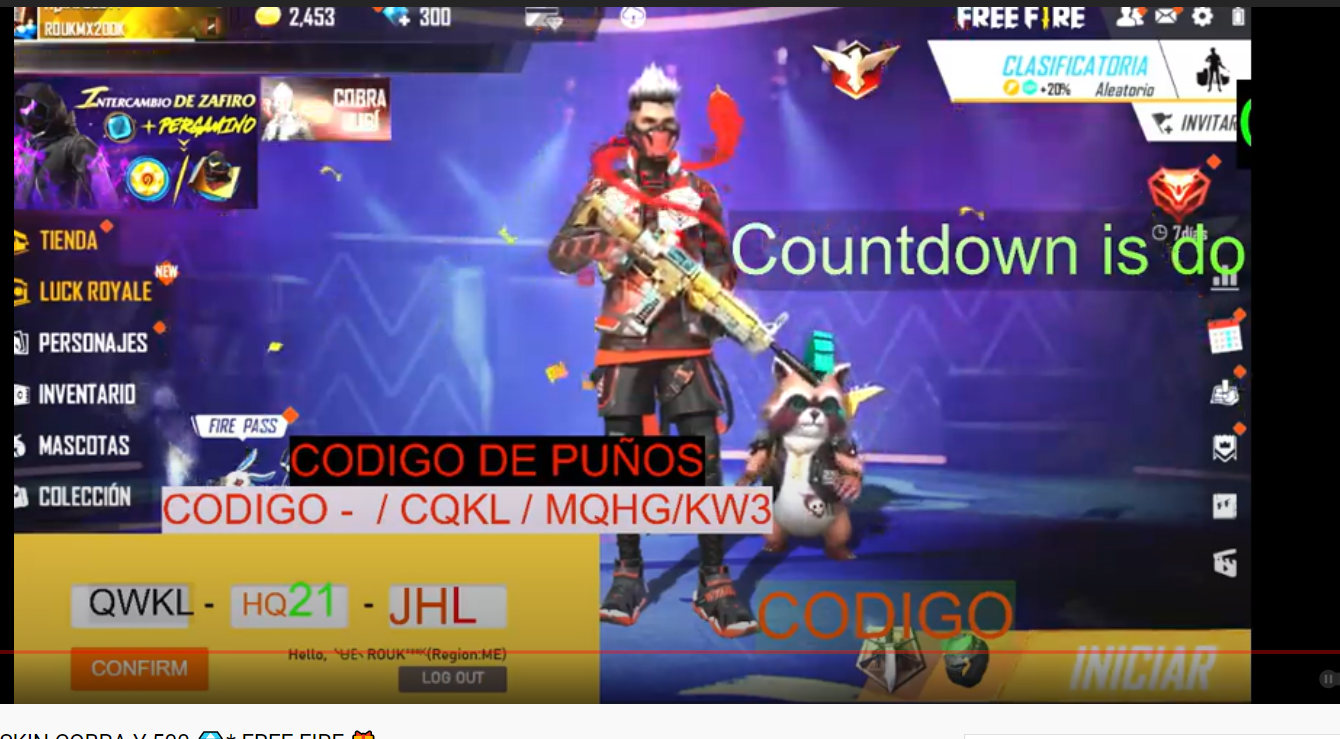 ROUKMX200K
2,453
300
FREE FIRE
INTERCAMBIO DE ZAFIRO
+ PERGAMINO
COBRA
RUBÍ
CLASIFICATORIA
+20% Aleatorio
INVITAR
7días
Countdown is do
TIENDA
NEW
LUCK ROYALE
PERSONAJES
INVENTARIO
MASCOTAS
COLECCIÓN
FIRE PASS
CODIGO DE PUÑOS
CODIGO - / CQKL / MQHG/KW3
QWKL - HQ21 - JHL
CODIGO
CONFIRM
Hello, ROUK (Region:ME)
LOG OUT
INICIAR
SKIN COBRA Y 500 * FREE FIRE